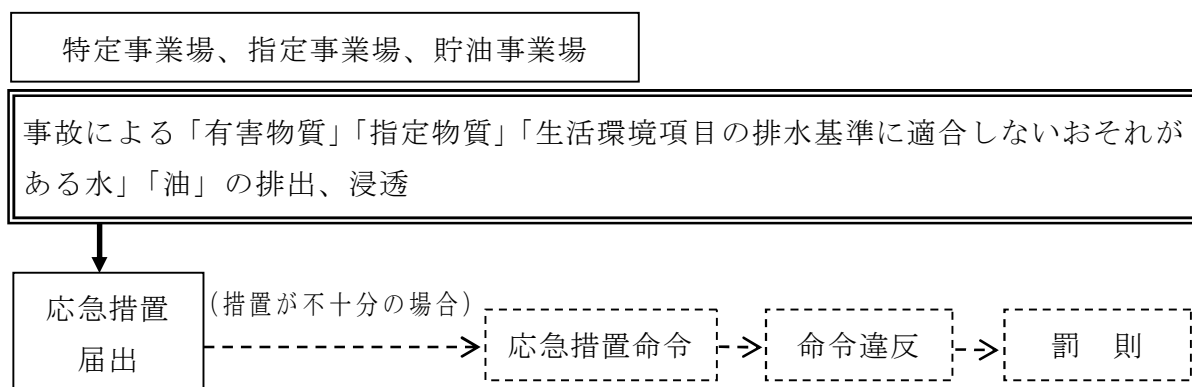 特定事業場、指定事業場、貯油事業場
事故による「有害物質」「指定物質」「生活環境項目の排水基準に適合しないおそれが
ある水」「油」の排出、浸透
応急措置
届出
(措置が不十分の場合)
応急措置命令
命令違反
罰　則